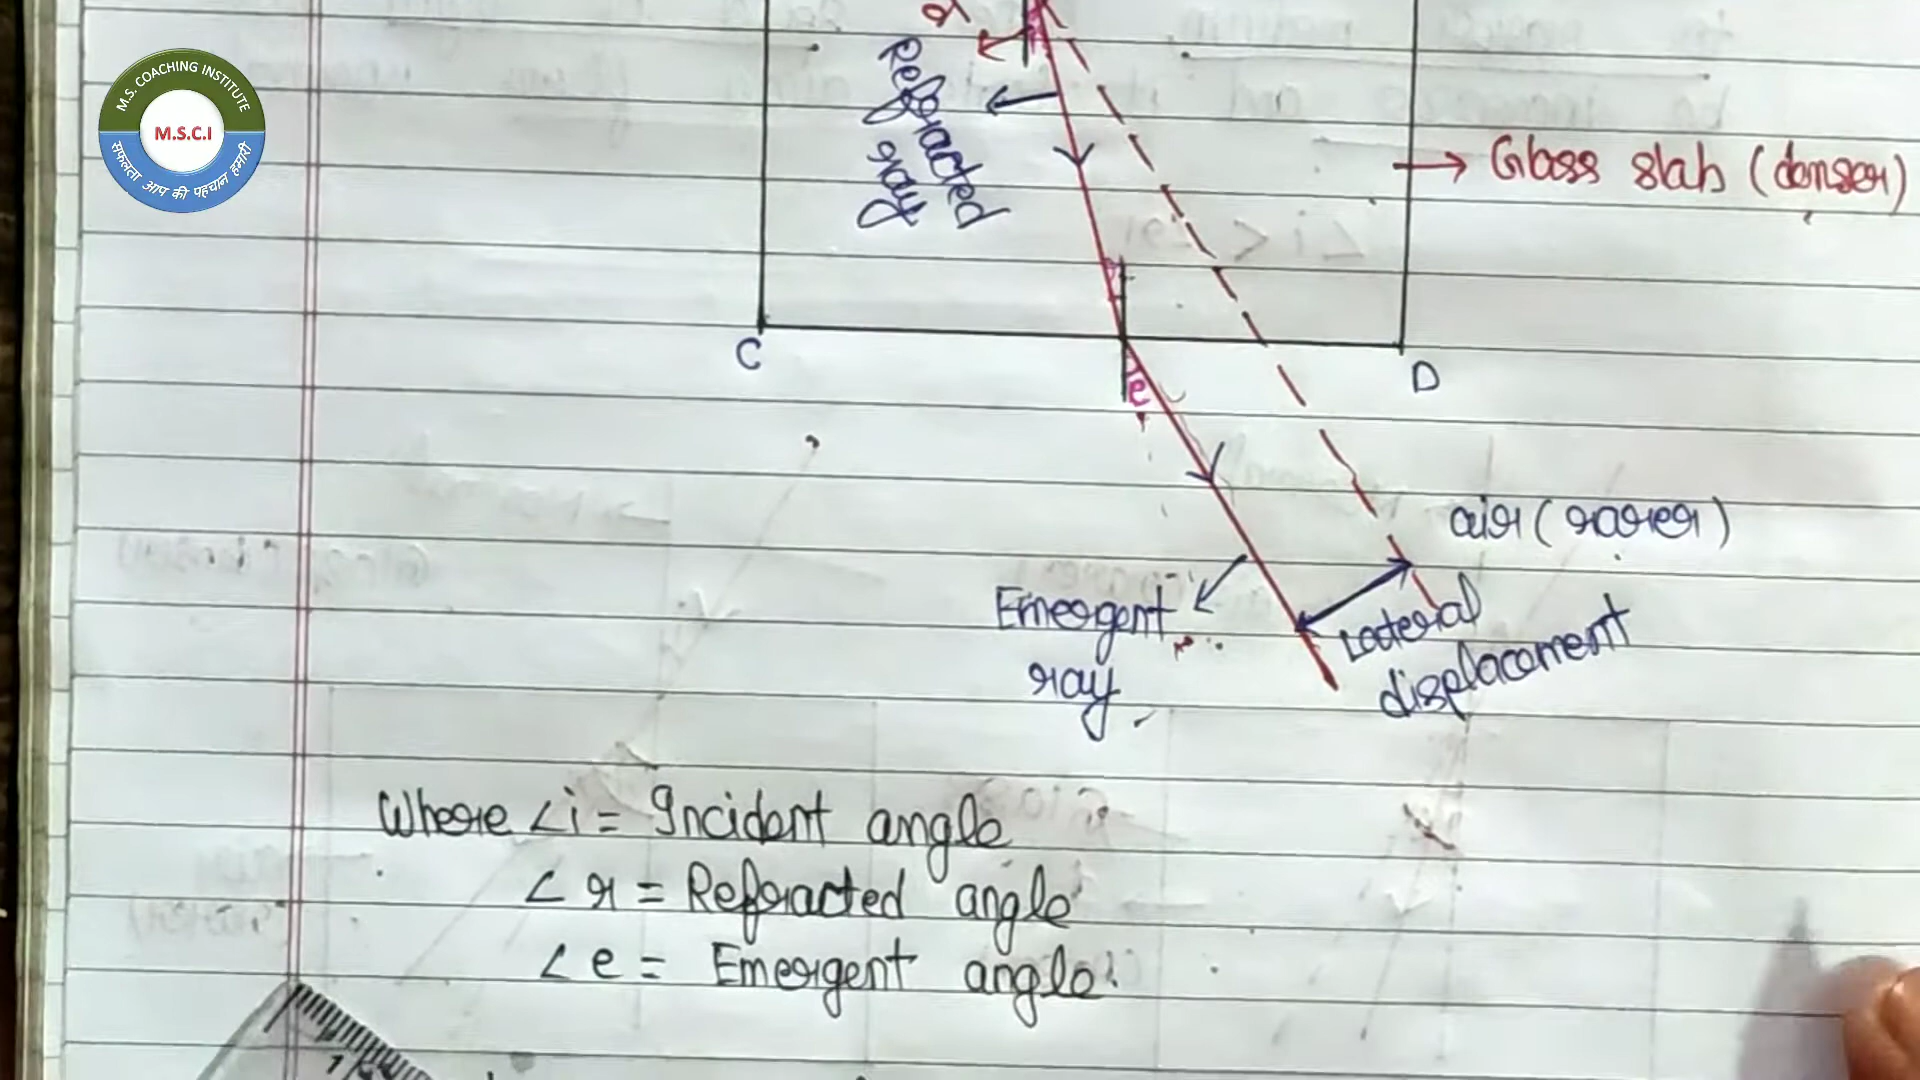 M.S. COACHING INSTITUTE
M.S.C.I
सफलता आप की पहचान हमारी
r
Refracted
ray
Glass slab (denser)
C
D
e
air (rarer)
Emergent
ray
Lateral
displacement
Where ∠i = Incident angle
∠r = Refracted angle
∠e = Emergent angle.
1